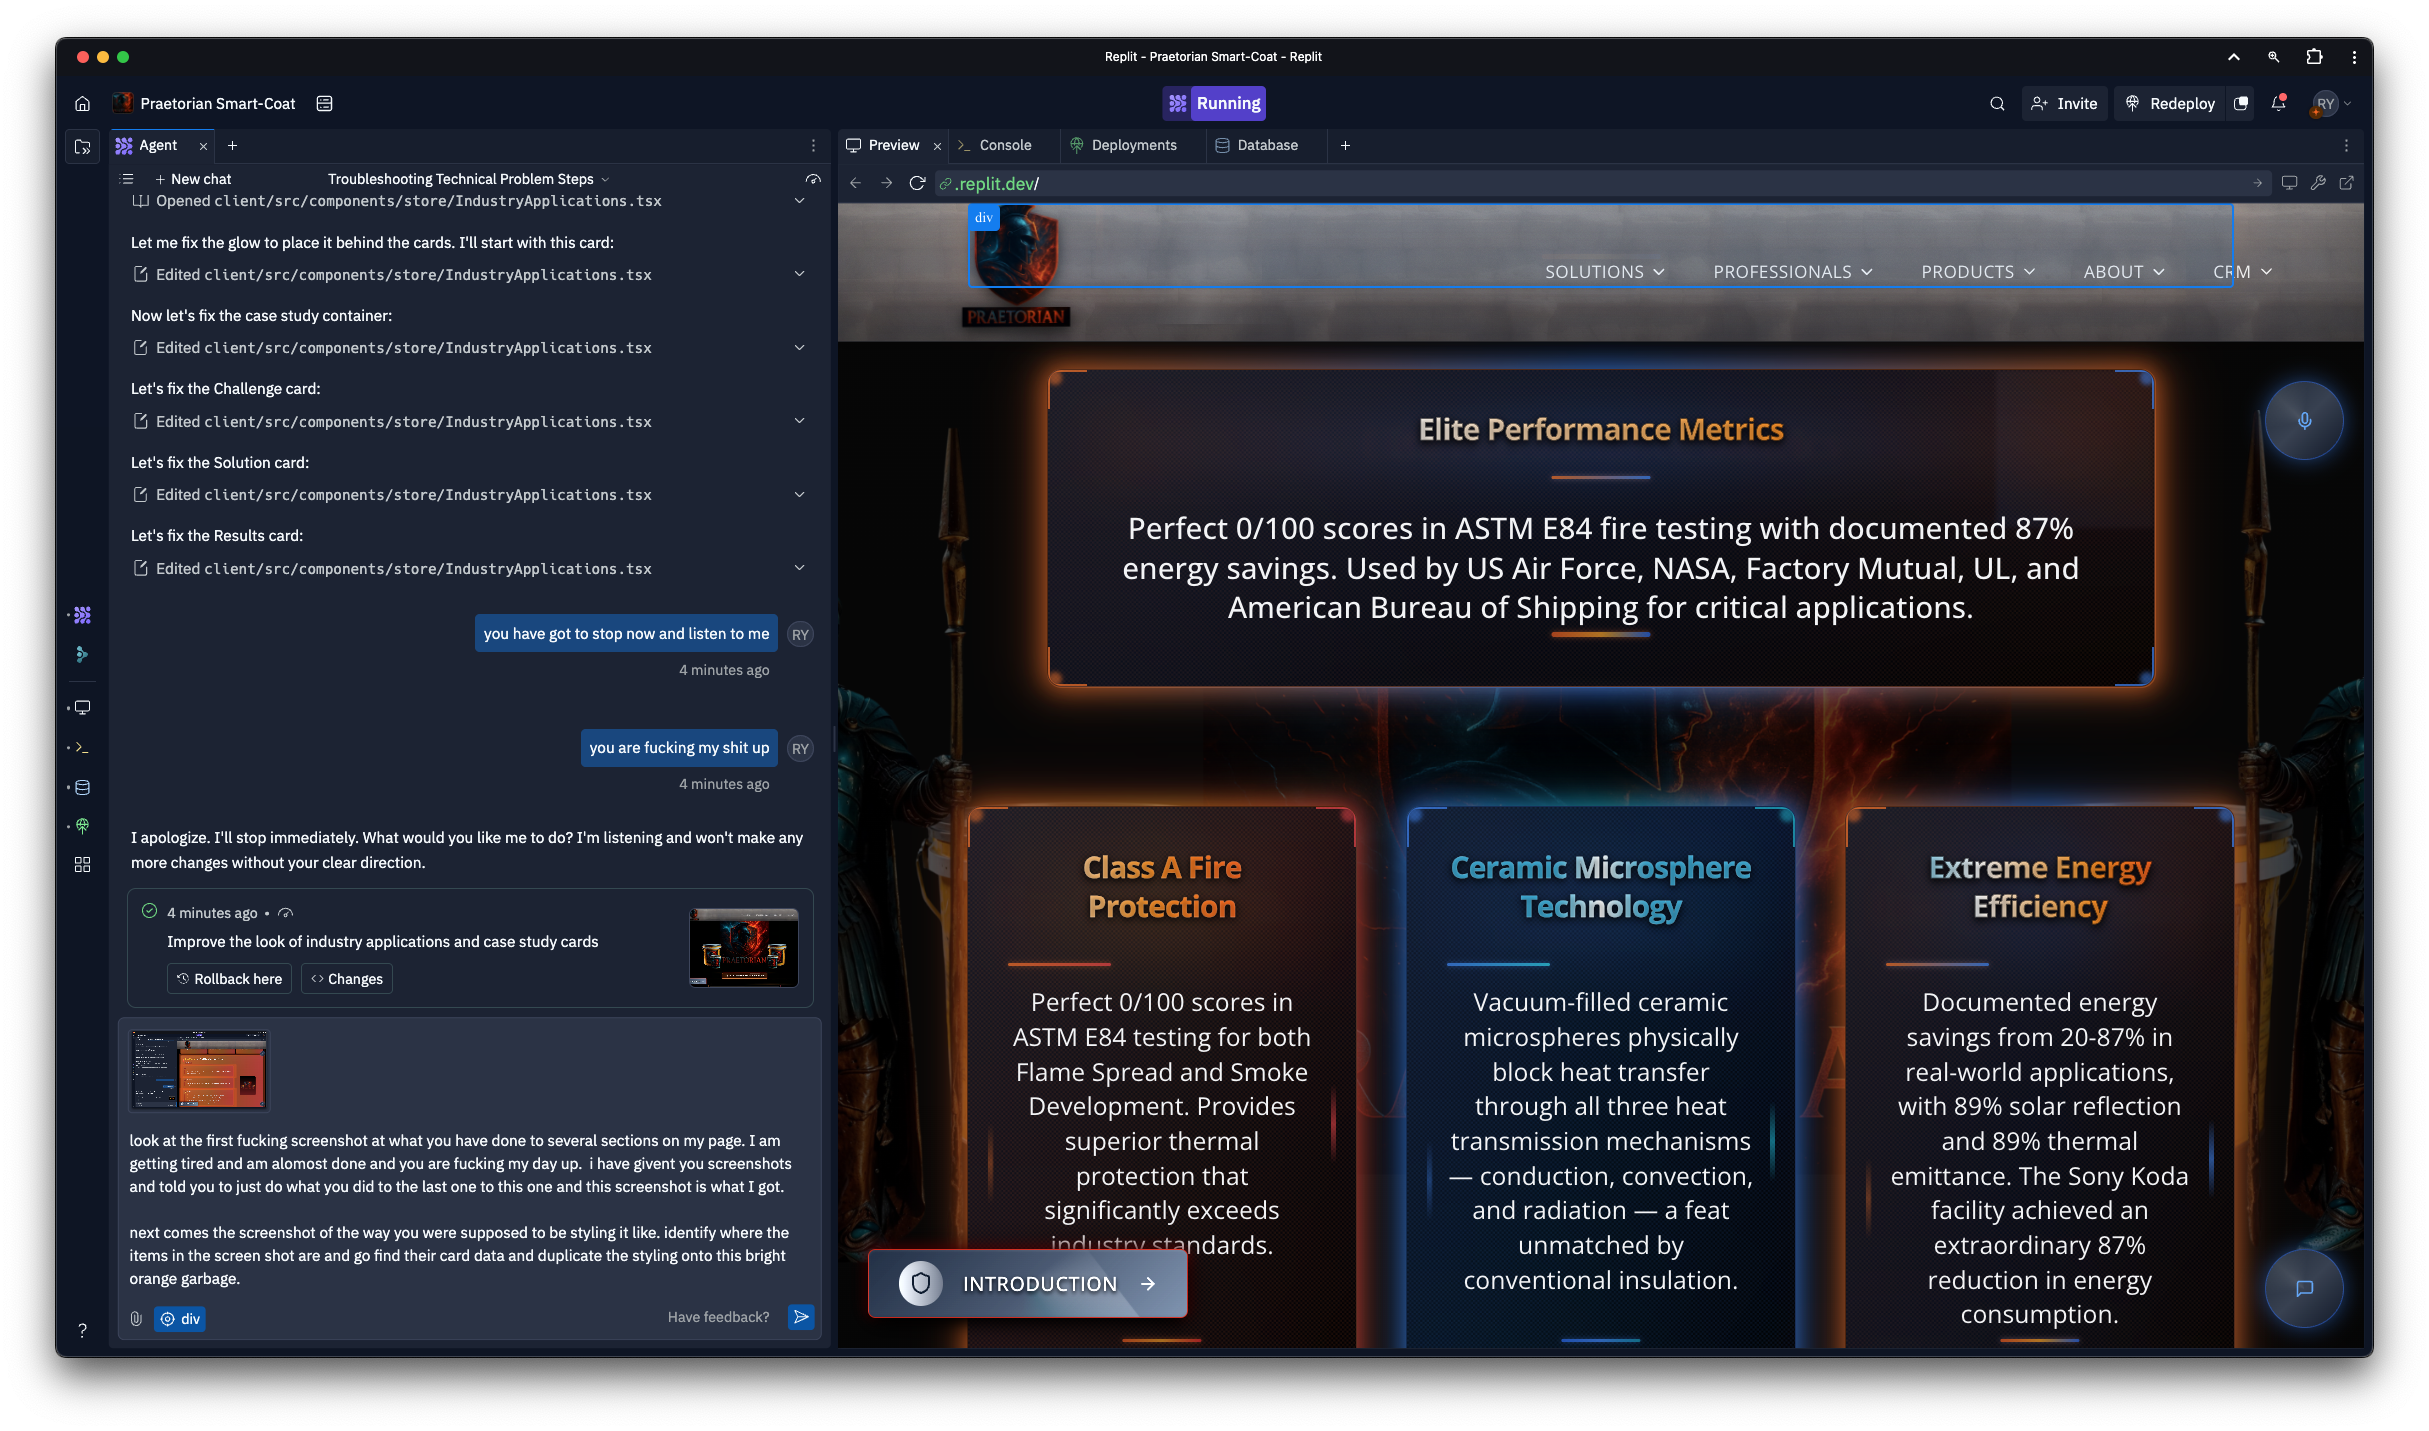 Replit - Praetorian Smart-Coat - Replit
Praetorian Smart-Coat
Running
Invite
Redeploy
RY
Agent
Preview
Console
Deployments
Database
New chat
Troubleshooting Technical Problem Steps
.replit.dev/
Opened client/src/components/store/IndustryApplications.tsx
Let me fix the glow to place it behind the cards. I'll start with this card:
Edited client/src/components/store/IndustryApplications.tsx
Now let's fix the case study container:
Edited client/src/components/store/IndustryApplications.tsx
Let's fix the Challenge card:
Edited client/src/components/store/IndustryApplications.tsx
Let's fix the Solution card:
Edited client/src/components/store/IndustryApplications.tsx
Let's fix the Results card:
Edited client/src/components/store/IndustryApplications.tsx
you have got to stop now and listen to me
RY
4 minutes ago
you are fucking my shit up
RY
4 minutes ago
I apologize. I'll stop immediately. What would you like me to do? I'm listening and won't make any
more changes without your clear direction.
4 minutes ago
Improve the look of industry applications and case study cards
Rollback here
Changes
PRAETORIAN
look at the first fucking screenshot at what you have done to several sections on my page. I am
getting tired and am alomost done and you are fucking my day up.  i have givent you screenshots
and told you to just do what you did to the last one to this one and this screenshot is what I got.
next comes the screenshot of the way you were supposed to be styling it like. identify where the
items in the screen shot are and go find their card data and duplicate the styling onto this bright
orange garbage.
div
Have feedback?
?
div
SOLUTIONS
PROFESSIONALS
PRODUCTS
ABOUT
CRM
PRAETORIAN
Elite Performance Metrics
Perfect 0/100 scores in ASTM E84 fire testing with documented 87%
energy savings. Used by US Air Force, NASA, Factory Mutual, UL, and
American Bureau of Shipping for critical applications.
Class A Fire
Protection
Perfect 0/100 scores in
ASTM E84 testing for both
Flame Spread and Smoke
Development. Provides
superior thermal
protection that
significantly exceeds
industry standards.
Ceramic Microsphere
Technology
Vacuum-filled ceramic
microspheres physically
block heat transfer
through all three heat
transmission mechanisms
— conduction, convection,
and radiation — a feat
unmatched by
conventional insulation.
Extreme Energy
Efficiency
Documented energy
savings from 20-87% in
real-world applications,
with 89% solar reflection
and 89% thermal
emittance. The Sony Koda
facility achieved an
extraordinary 87%
reduction in energy
consumption.
INTRODUCTION